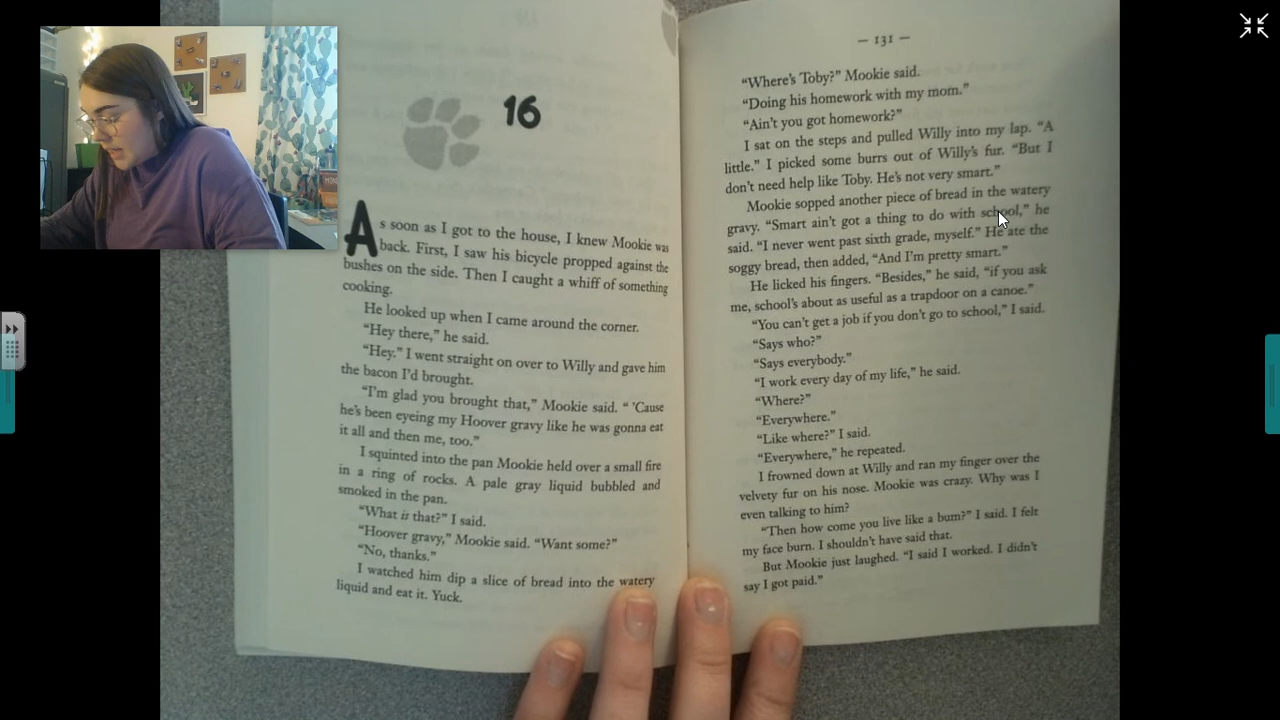 16
As soon as I got to the house, I knew Mookie was
back. First, I saw his bicycle propped against the
bushes on the side. Then I caught a whiff of something
cooking.
He looked up when I came around the corner.
“Hey there,” he said.
“Hey.” I went straight on over to Willy and gave him
the bacon I’d brought.
“I’m glad you brought that,” Mookie said. “ ’Cause
he’s been eyeing my Hoover gravy like he was gonna eat
it all and then me, too.”
I squinted into the pan Mookie held over a small fire
in a ring of rocks. A pale gray liquid bubbled and
smoked in the pan.
“What is that?” I said.
“Hoover gravy,” Mookie said. “Want some?”
“No, thanks.”
I watched him dip a slice of bread into the watery
liquid and eat it. Yuck.
— 131 —
“Where’s Toby?” Mookie said.
“Doing his homework with my mom.”
“Ain’t you got homework?”
I sat on the steps and pulled Willy into my lap. “A
little.” I picked some burrs out of Willy’s fur. “But I
don’t need help like Toby. He’s not very smart.”
Mookie sopped another piece of bread in the watery
gravy. “Smart ain’t got a thing to do with school,” he
said. “I never went past sixth grade, myself.” He ate the
soggy bread, then added, “And I’m pretty smart.”
He licked his fingers. “Besides,” he said, “if you ask
me, school’s about as useful as a trapdoor on a canoe.”
“You can’t get a job if you don’t go to school,” I said.
“Says who?”
“Says everybody.”
“I work every day of my life,” he said.
“Where?”
“Everywhere.”
“Like where?” I said.
“Everywhere,” he repeated.
I frowned down at Willy and ran my finger over the
velvety fur on his nose. Mookie was crazy. Why was I
even talking to him?
“Then how come you live like a bum?” I said. I felt
my face burn. I shouldn’t have said that.
But Mookie just laughed. “I said I worked. I didn’t
say I got paid.”